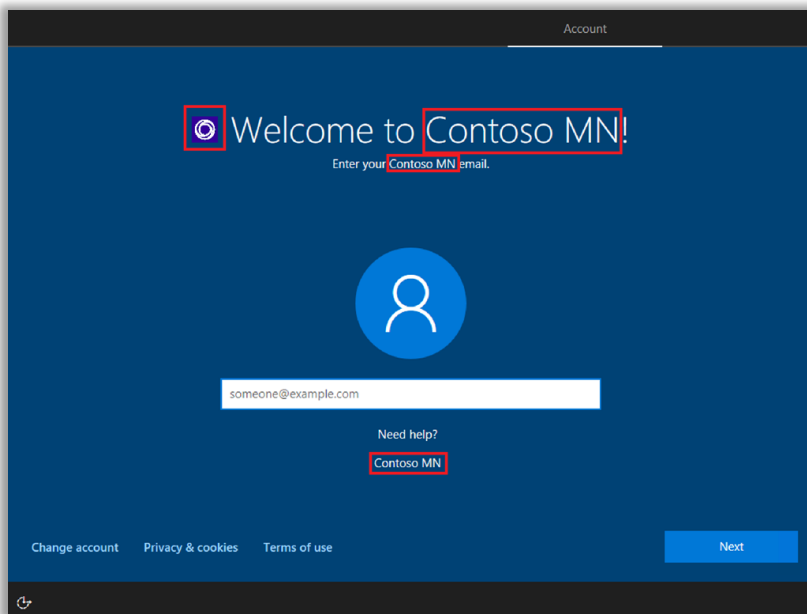 Account
Welcome to Contoso MN!
Enter your Contoso MN email.
someone@example.com
Need help?
Contoso MN
Change account Privacy & cookies Terms of use Next